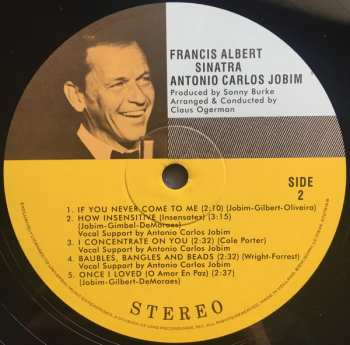 FRANCIS ALBERT
SINATRA
ANTONIO CARLOS JOBIM
Produced by Sonny Burke
Arranged & Conducted by
Claus Ogerman
SIDE
2
1. IF YOU NEVER COME TO ME (2:10) (Jobim-Gilbert-Oliveira)
2. HOW INSENSITIVE (Insensatez) (3:15)
(Jobim-Gimbel-DeMoraes)
Vocal Support by Antonio Carlos Jobim
3. I CONCENTRATE ON YOU (2:32) (Cole Porter)
Vocal Support by Antonio Carlos Jobim
4. BAUBLES, BANGLES AND BEADS (2:32) (Wright-Forrest)
Vocal Support by Antonio Carlos Jobim
5. ONCE I LOVED (O Amor En Paz) (2:37)
(Jobim-Gilbert-DeMoraes)
STEREO